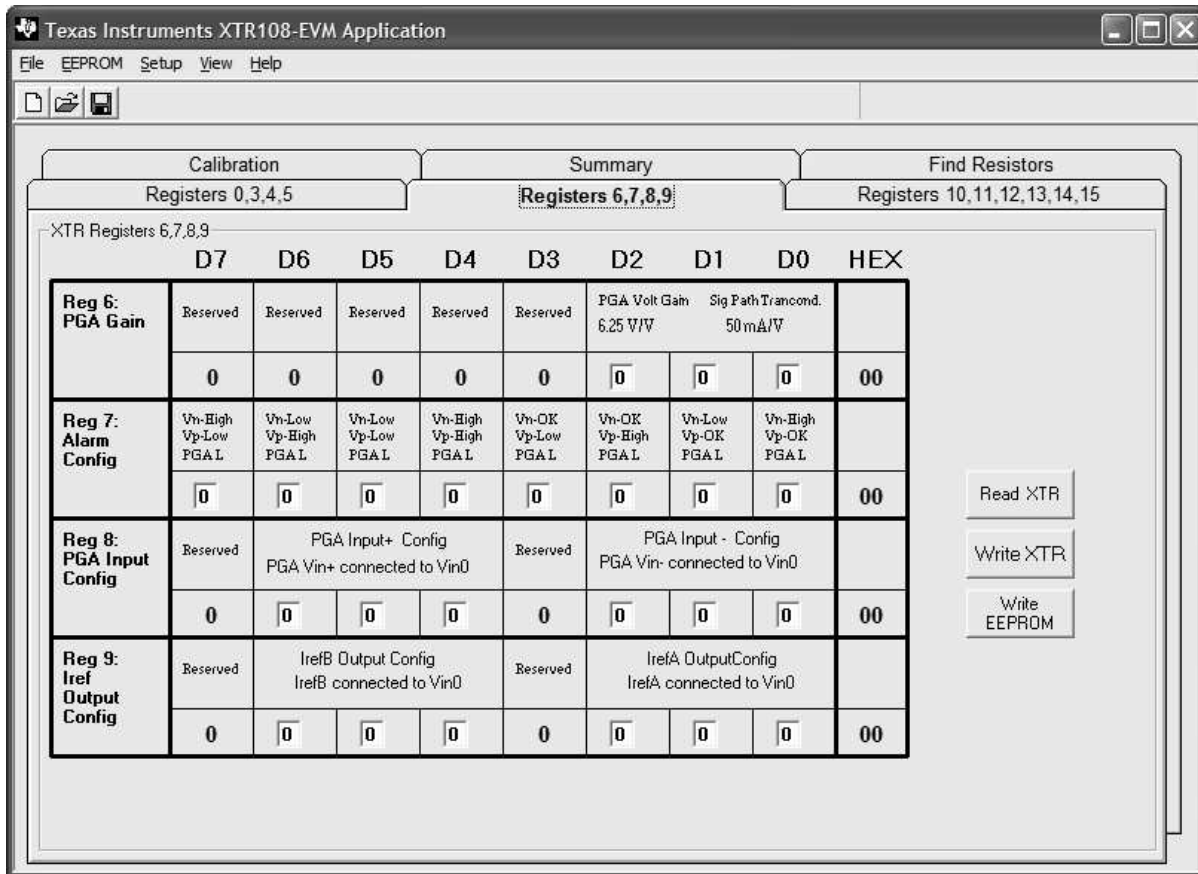 Texas Instruments XTR108-EVM Application
File EEPROM Setup View Help
Calibration Summary Find Resistors
Registers 0,3,4,5 Registers 6,7,8,9 Registers 10,11,12,13,14,15
XTR Registers 6,7,8,9
D7 D6 D5 D4 D3 D2 D1 D0 HEX
Reg 6:
PGA Gain
Reserved Reserved Reserved Reserved Reserved
PGA Volt Gain Sig Path Trancond.
6.25 V/V 50 mA/V
0 0 0 0 0 0 0 0 00
Reg 7:
Alarm
Config
Vn-High Vn-Low Vn-Low Vn-High Vn-OK Vn-OK Vn-Low Vn-High
Vp-Low Vp-High Vp-Low Vp-High Vp-Low Vp-High Vp-OK Vp-OK
PGAL PGAL PGAL PGAL PGAL PGAL PGAL PGAL
0 0 0 0 0 0 0 0 00
Read XTR
Reg 8:
PGA Input
Config
Reserved
PGA Input+ Config
PGA Vin+ connected to Vin0
Reserved
PGA Input - Config
PGA Vin- connected to Vin0
0 0 0 0 0 0 0 0 00
Write XTR
Write
EEPROM
Reg 9:
Iref
Output
Config
Reserved
IrefB Output Config
IrefB connected to Vin0
Reserved
IrefA OutputConfig
IrefA connected to Vin0
0 0 0 0 0 0 0 0 00